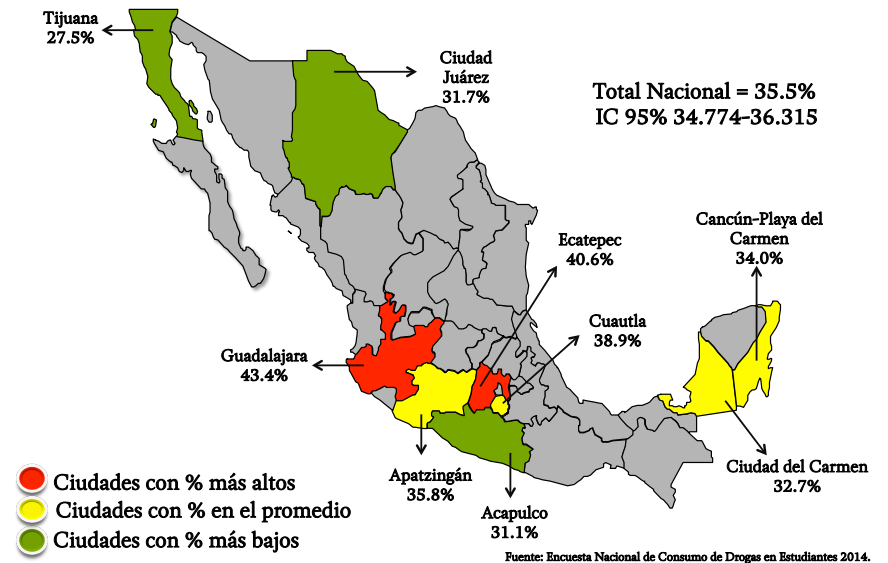 Tijuana
27.5%
Ciudad
Juárez
31.7%
Total Nacional = 35.5%
IC 95% 34.774-36.315
Cancún-Playa del
Carmen
34.0%
Ecatepec
40.6%
Cuautla
38.9%
Guadalajara
43.4%
Apatzingán
35.8%
Acapulco
31.1%
Ciudad del Carmen
32.7%
Ciudades con % más altos
Ciudades con % en el promedio
Ciudades con % más bajos
Fuente: Encuesta Nacional de Consumo de Drogas en Estudiantes 2014.